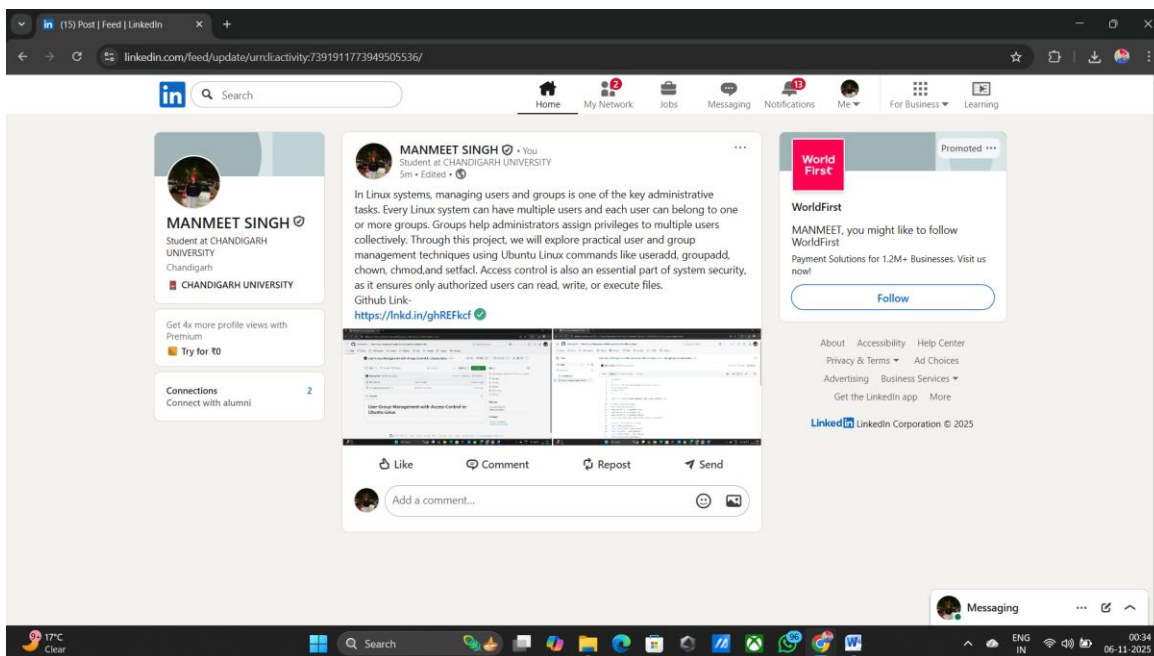 (15) Post | Feed | LinkedIn
linkedin.com/feed/update/urn:li:activity:7391911773949505536/
in
Search
2
13
Home
My Network
Jobs
Messaging
Notifications
Me
For Business
Learning
MANMEET SINGH
Student at CHANDIGARH
UNIVERSITY
Chandigarh
CHANDIGARH UNIVERSITY
Get 4x more profile views with
Premium
Try for ₹0
Connections 2
Connect with alumni
MANMEET SINGH • You
Student at CHANDIGARH UNIVERSITY
5m • Edited •
In Linux systems, managing users and groups is one of the key administrative
tasks. Every Linux system can have multiple users and each user can belong to one
or more groups. Groups help administrators assign privileges to multiple users
collectively. Through this project, we will explore practical user and group
management techniques using Ubuntu Linux commands like useradd, groupadd,
chown, chmod,and setfacl. Access control is also an essential part of system security,
as it ensures only authorized users can read, write, or execute files.
Github Link-
https://lnkd.in/ghREFkcf
User-Group-Management-with-Access-Control-in-
Ubuntu-Linux
Like
Comment
Repost
Send
Add a comment...
Promoted
World
First
WorldFirst
MANMEET, you might like to follow
WorldFirst
Payment Solutions for 1.2M+ Businesses. Visit us
now!
Follow
About Accessibility Help Center
Privacy & Terms Ad Choices
Advertising Business Services
Get the LinkedIn app More
LinkedIn LinkedIn Corporation © 2025
Messaging
9+
17°C
Clear
Search
96
ENG
IN
00:34
06-11-2025